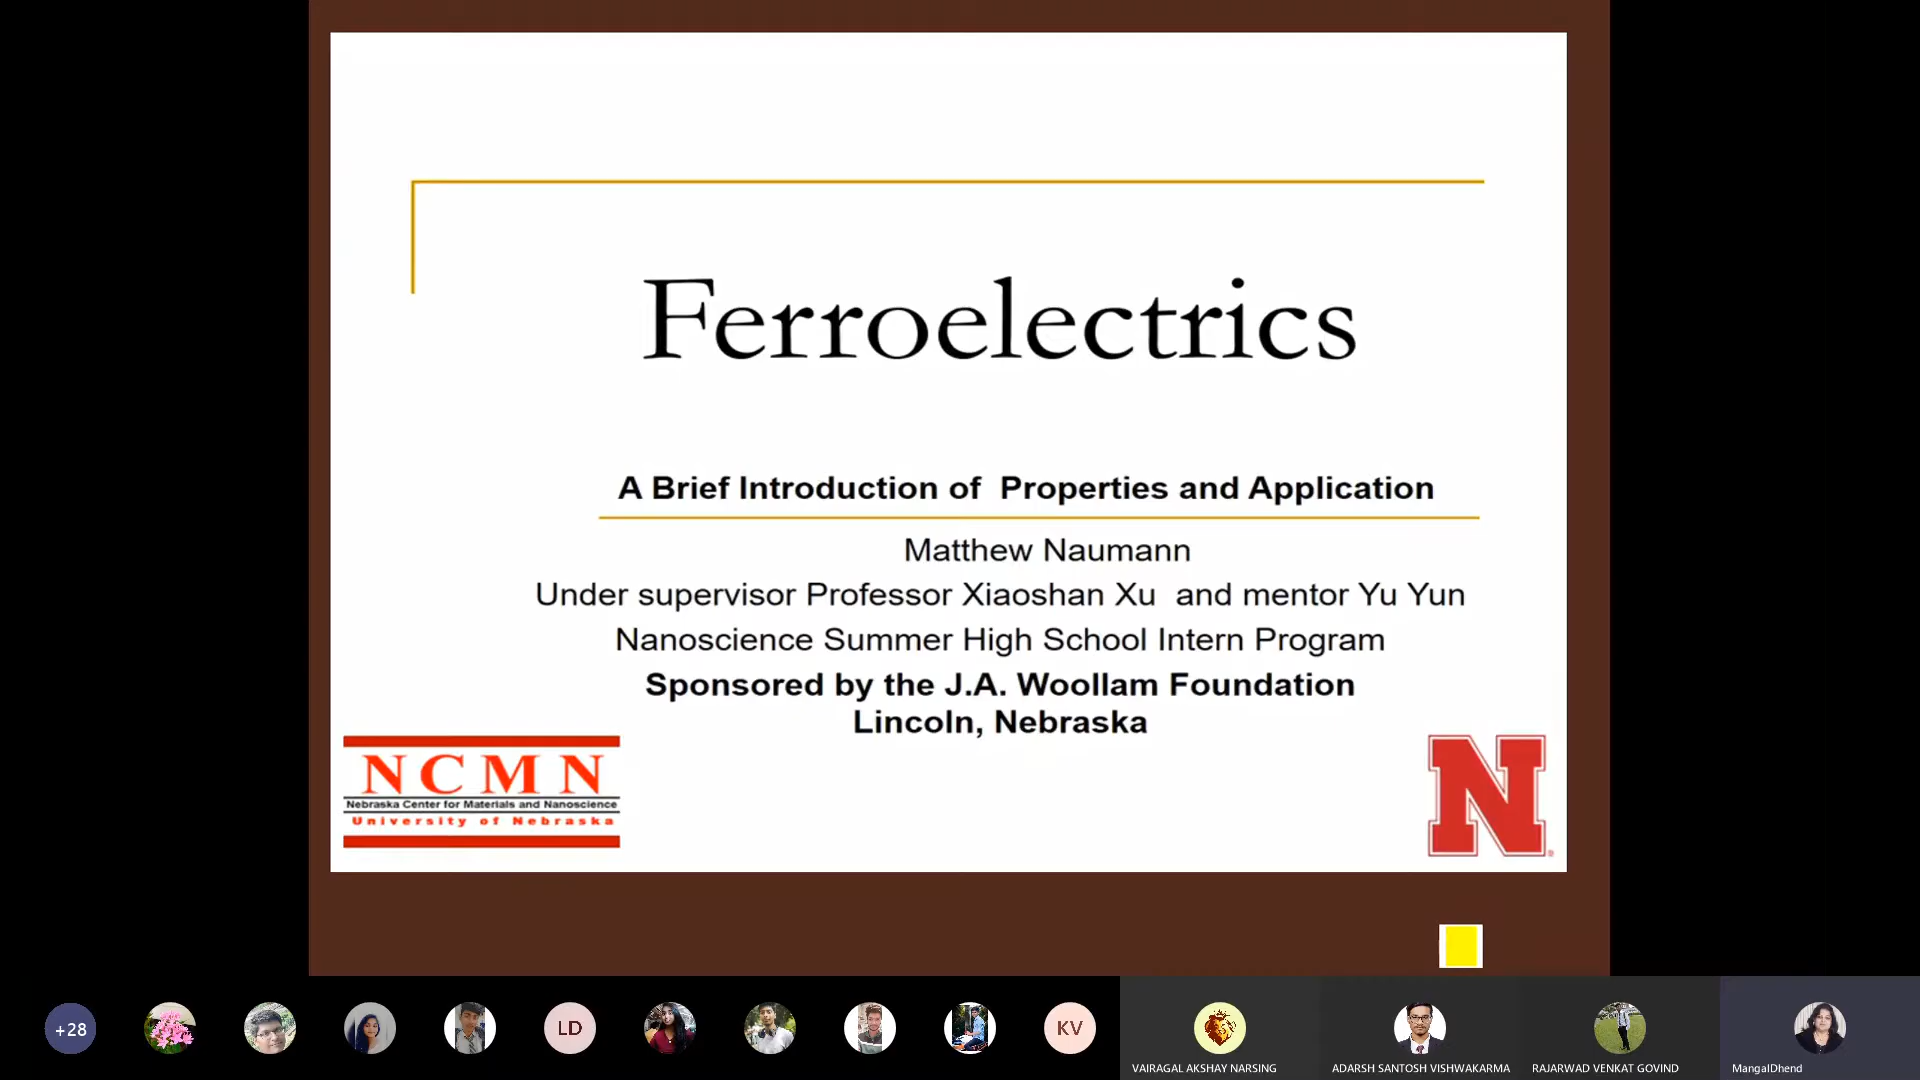 Ferroelectrics
A Brief Introduction of Properties and Application
Matthew Naumann
Under supervisor Professor Xiaoshan Xu and mentor Yu Yun
Nanoscience Summer High School Intern Program
Sponsored by the J.A. Woollam Foundation
Lincoln, Nebraska
NCMN
Nebraska Center for Materials and Nanoscience
University of Nebraska
N
+28
LD
KV
VAIRAGAL AKSHAY NARSING
ADARSH SANTOSH VISHWAKARMA
RAJARWAD VENKAT GOVIND
MangalDhend